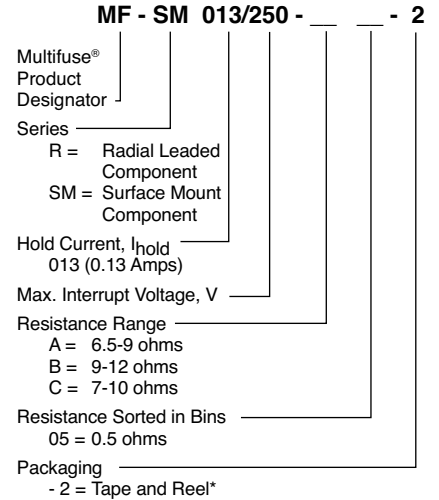 MF - SM 013/250 - __ __ - 2
Multifuse®
Product
Designator
Series
R = Radial Leaded
Component
SM = Surface Mount
Component
Hold Current, Ihold
013 (0.13 Amps)
Max. Interrupt Voltage, V
Resistance Range
A = 6.5-9 ohms
B = 9-12 ohms
C = 7-10 ohms
Resistance Sorted in Bins
05 = 0.5 ohms
Packaging
- 2 = Tape and Reel*